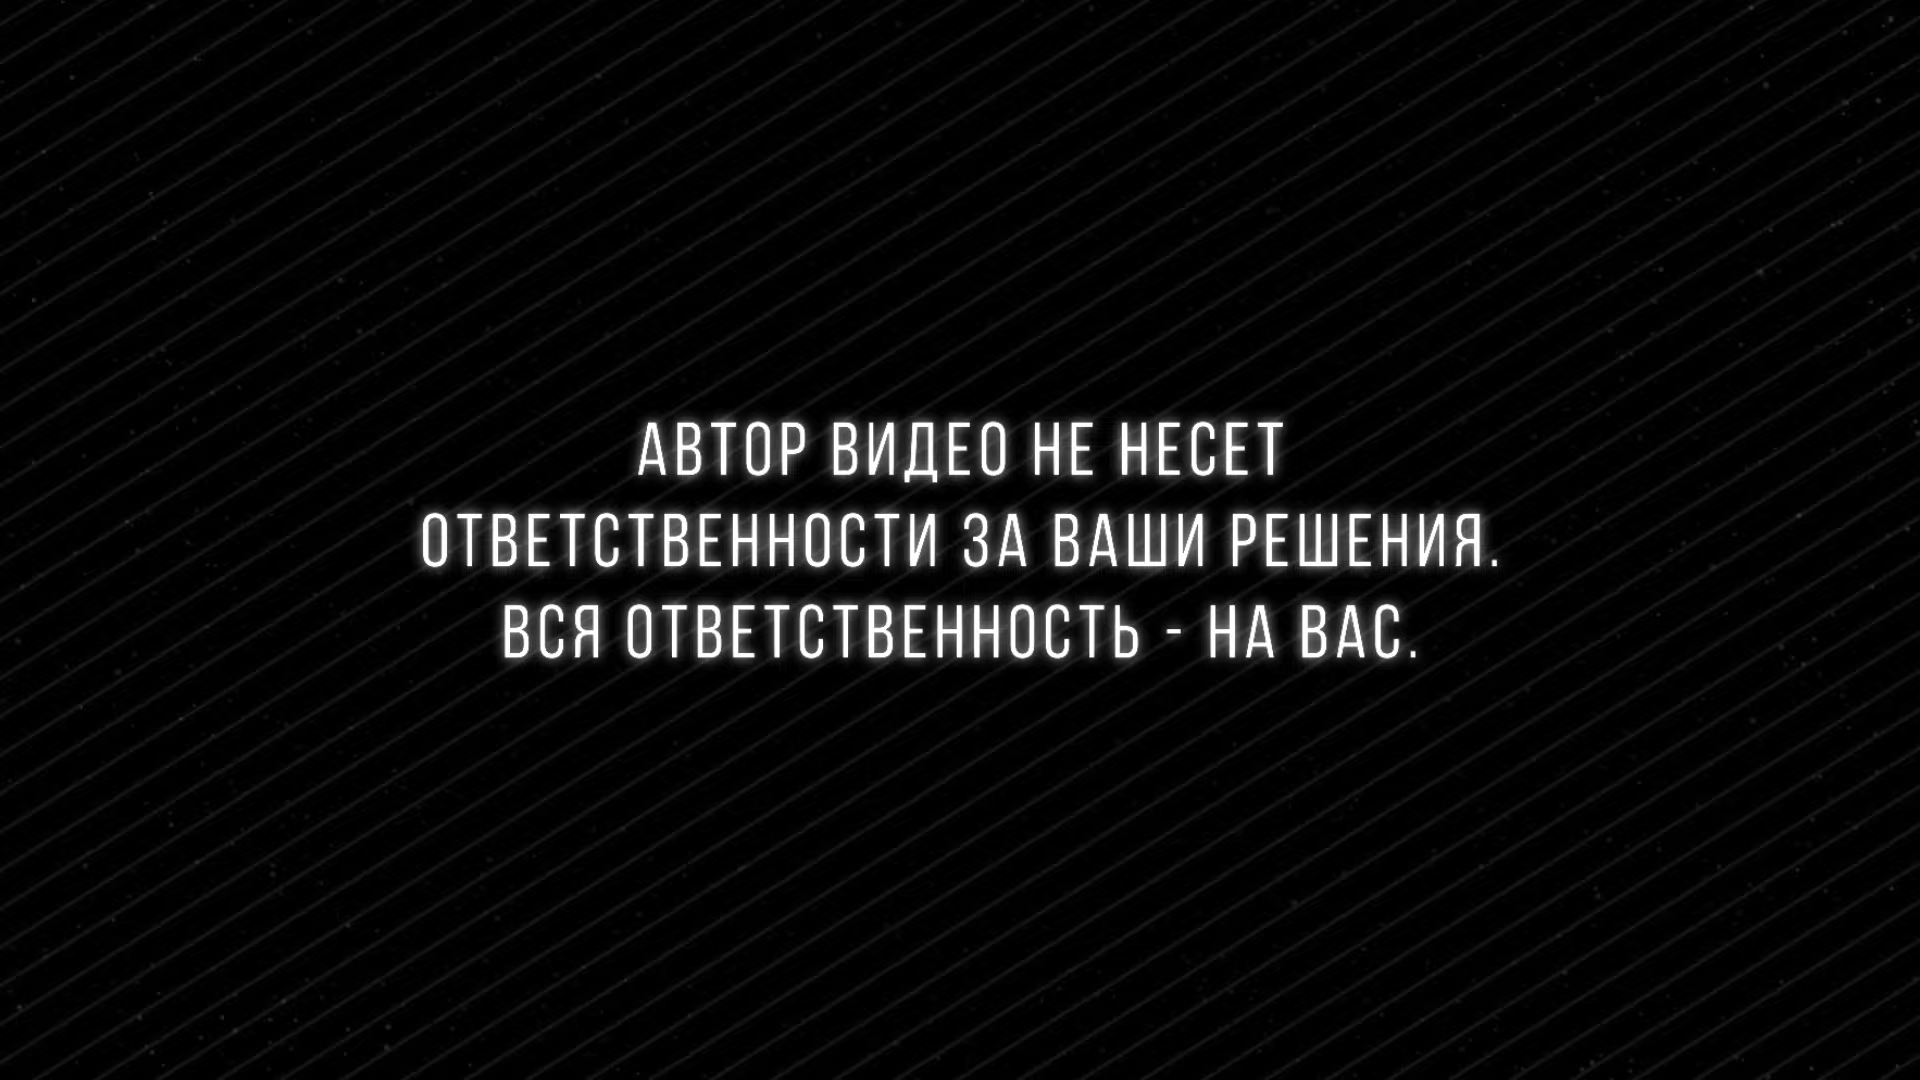 АВТОР ВИДЕО НЕ НЕСЕТ
ОТВЕТСТВЕННОСТИ ЗА ВАШИ РЕШЕНИЯ.
ВСЯ ОТВЕТСТВЕННОСТЬ - НА ВАС.